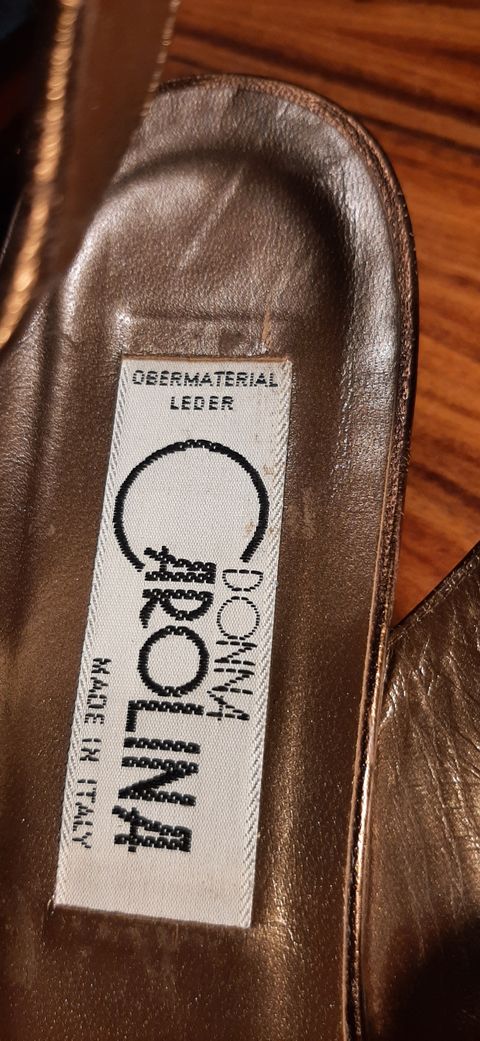 OBERMATERIAL
LEDER
DONNA
CAROLINA
MADE IN ITALY